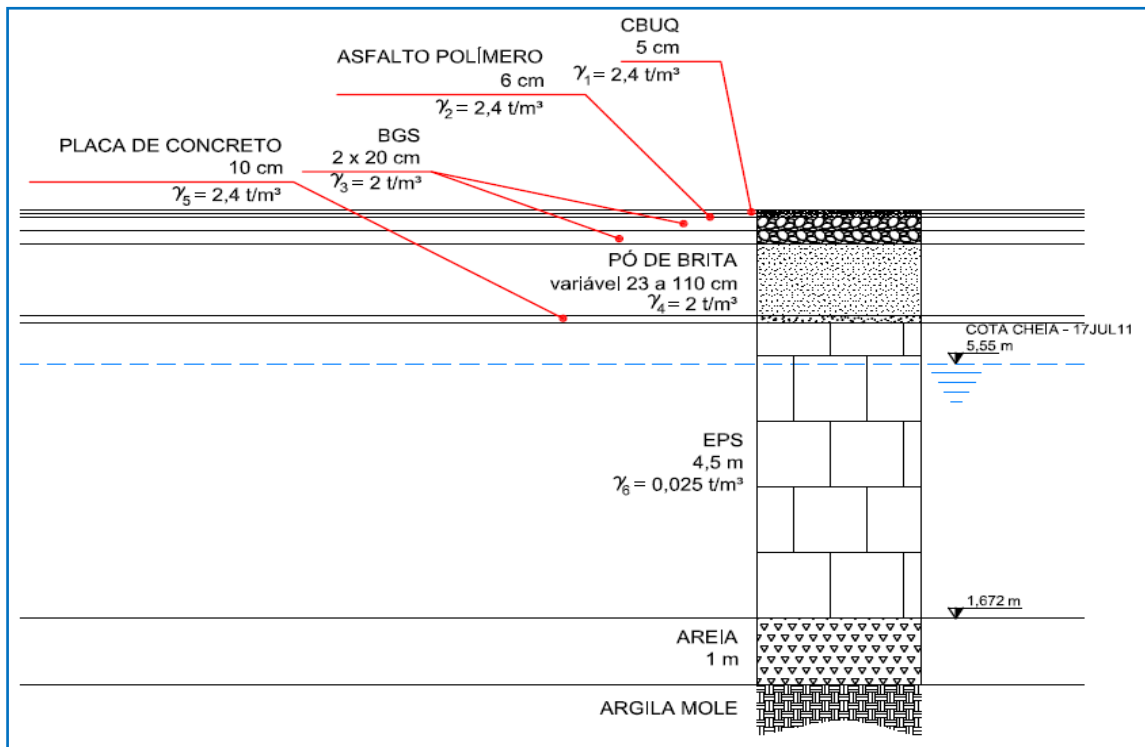 CBUQ
5 cm
γ₁ = 2,4 t/m³
ASFALTO POLÍMERO
6 cm
γ₂ = 2,4 t/m³
BGS
2 x 20 cm
γ₃ = 2 t/m³
PLACA DE CONCRETO
10 cm
γ₅ = 2,4 t/m³
PÓ DE BRITA
variável 23 a 110 cm
γ₄ = 2 t/m³
COTA CHEIA - 17JUL11
5,55 m
EPS
4,5 m
γ₆ = 0,025 t/m³
1,672 m
AREIA
1 m
ARGILA MOLE